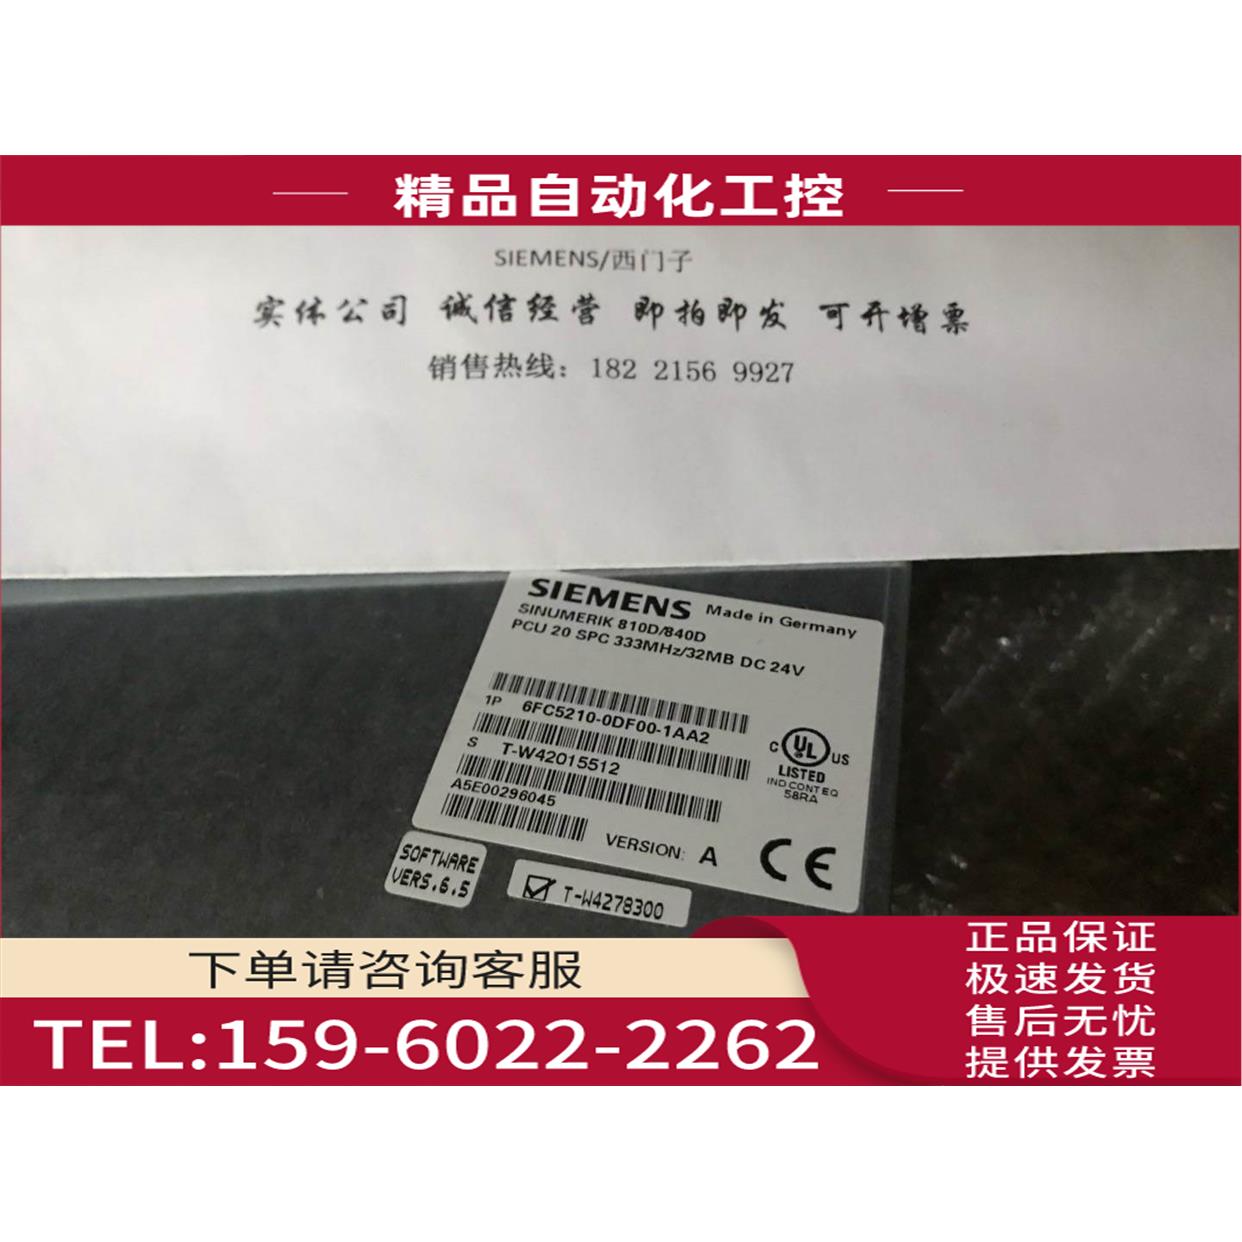 精品自动化工控
SIEMENS/西门子
实体公司 诚信经营 即拍即发 可开增票
销售热线：182 2156 9927
SIEMENS Made in Germany
SINUMERIK 810D/840D
PCU 20 SPC 333MHz/32MB DC 24V
1P 6FC5210-0DF00-1AA2
S T-W42015512
A5E00296045
C UL US
LISTED
IND CONT EQ
58RA
VERSION: A CE
SOFTWARE
VERS.6.5
T-W4278300
下单请咨询客服
TEL:159-6022-2262
正品保证
极速发货
售后无忧
提供发票